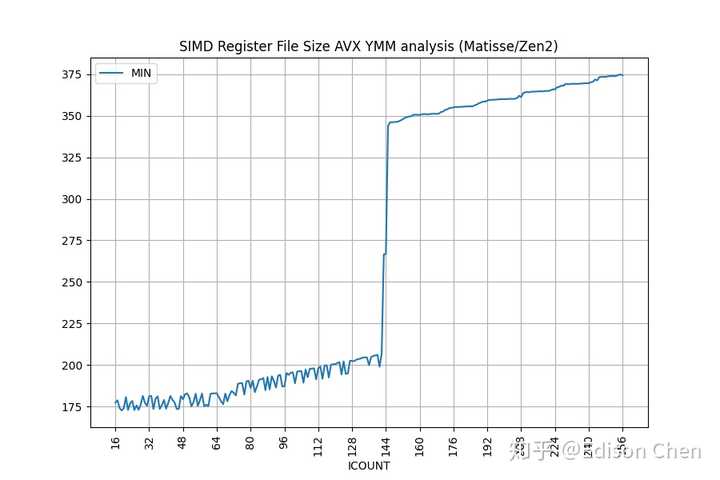 SIMD Register File Size AVX YMM analysis (Matisse/Zen2)
MIN
375
350
325
300
275
250
225
200
175
16 32 48 64 80 96 112 128 144 160 176 192 208 224 240 256
ICOUNT
知乎 @Edison Chen